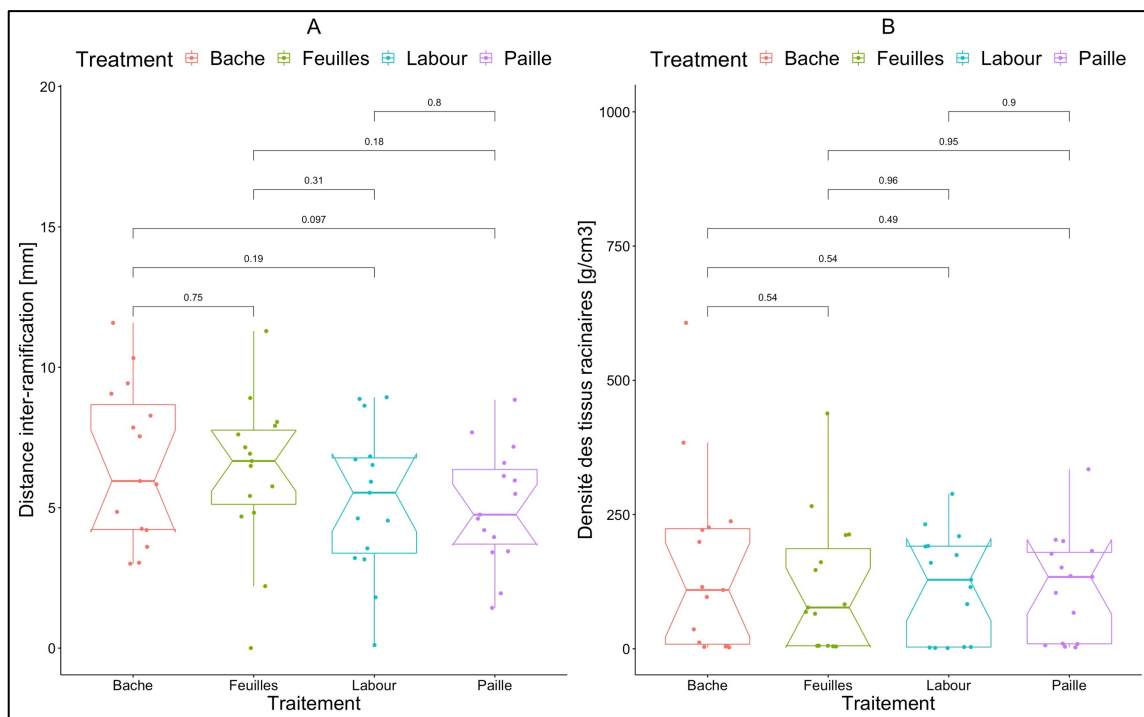 A
Treatment Bache Feuilles Labour Paille
20
15
10
5
0
Distance inter-ramification [mm]
0.8
0.18
0.31
0.097
0.19
0.75
Bache Feuilles Labour Paille
Traitement
B
Treatment Bache Feuilles Labour Paille
1000
750
500
250
0
Densité des tissus racinaires [g/cm3]
0.9
0.95
0.96
0.49
0.54
0.54
Bache Feuilles Labour Paille
Traitement